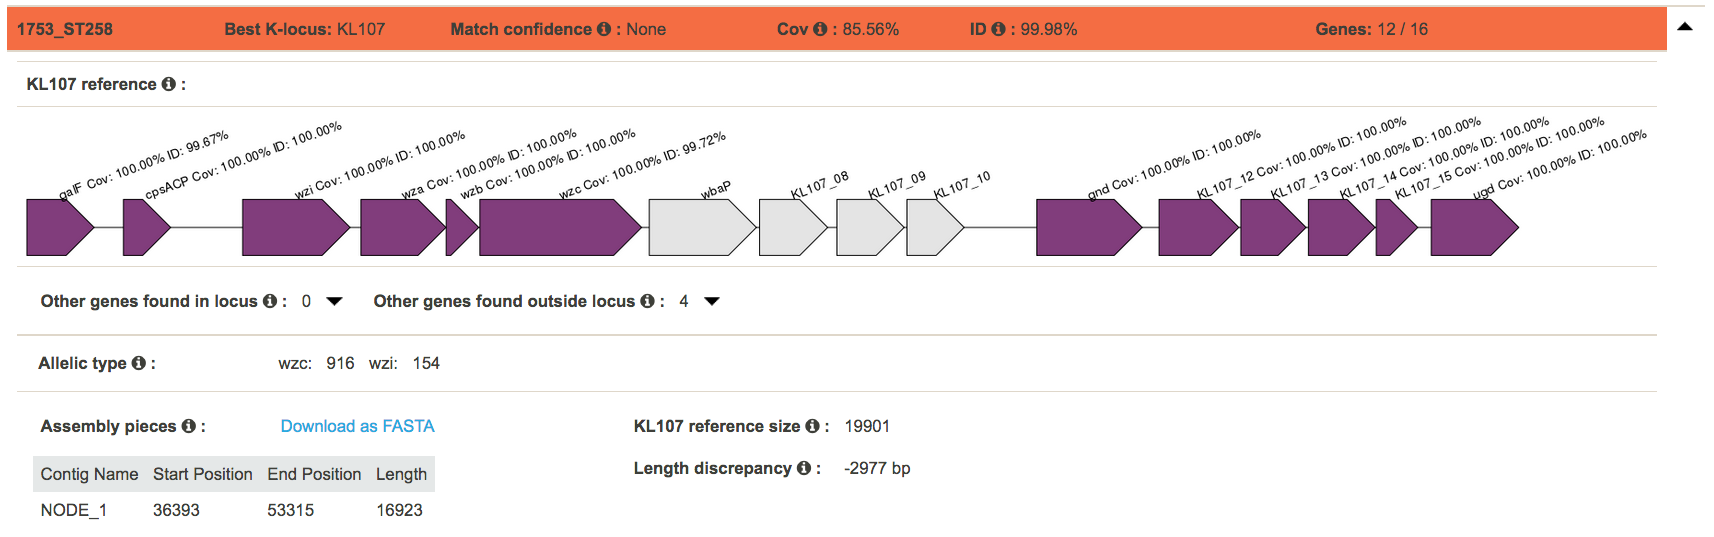 1753_ST258 Best K-locus: KL107 Match confidence : None Cov : 85.56% ID : 99.98% Genes: 12 / 16
KL107 reference :
galF Cov: 100.00% ID: 99.67%
cpsACP Cov: 100.00% ID: 100.00%
wzi Cov: 100.00% ID: 100.00%
wza Cov: 100.00% ID: 100.00%
wzb Cov: 100.00% ID: 100.00%
wzc Cov: 100.00% ID: 99.72%
wbaP
KL107_08
KL107_09
KL107_10
gnd Cov: 100.00% ID: 100.00%
KL107_12 Cov: 100.00% ID: 100.00%
KL107_13 Cov: 100.00% ID: 100.00%
KL107_14 Cov: 100.00% ID: 100.00%
KL107_15 Cov: 100.00% ID: 100.00%
ugd Cov: 100.00% ID: 100.00%
Other genes found in locus : 0 Other genes found outside locus : 4
Allelic type : wzc: 916 wzi: 154
Assembly pieces : Download as FASTA KL107 reference size : 19901
Length discrepancy : -2977 bp
Contig Name Start Position End Position Length
NODE_1 36393 53315 16923